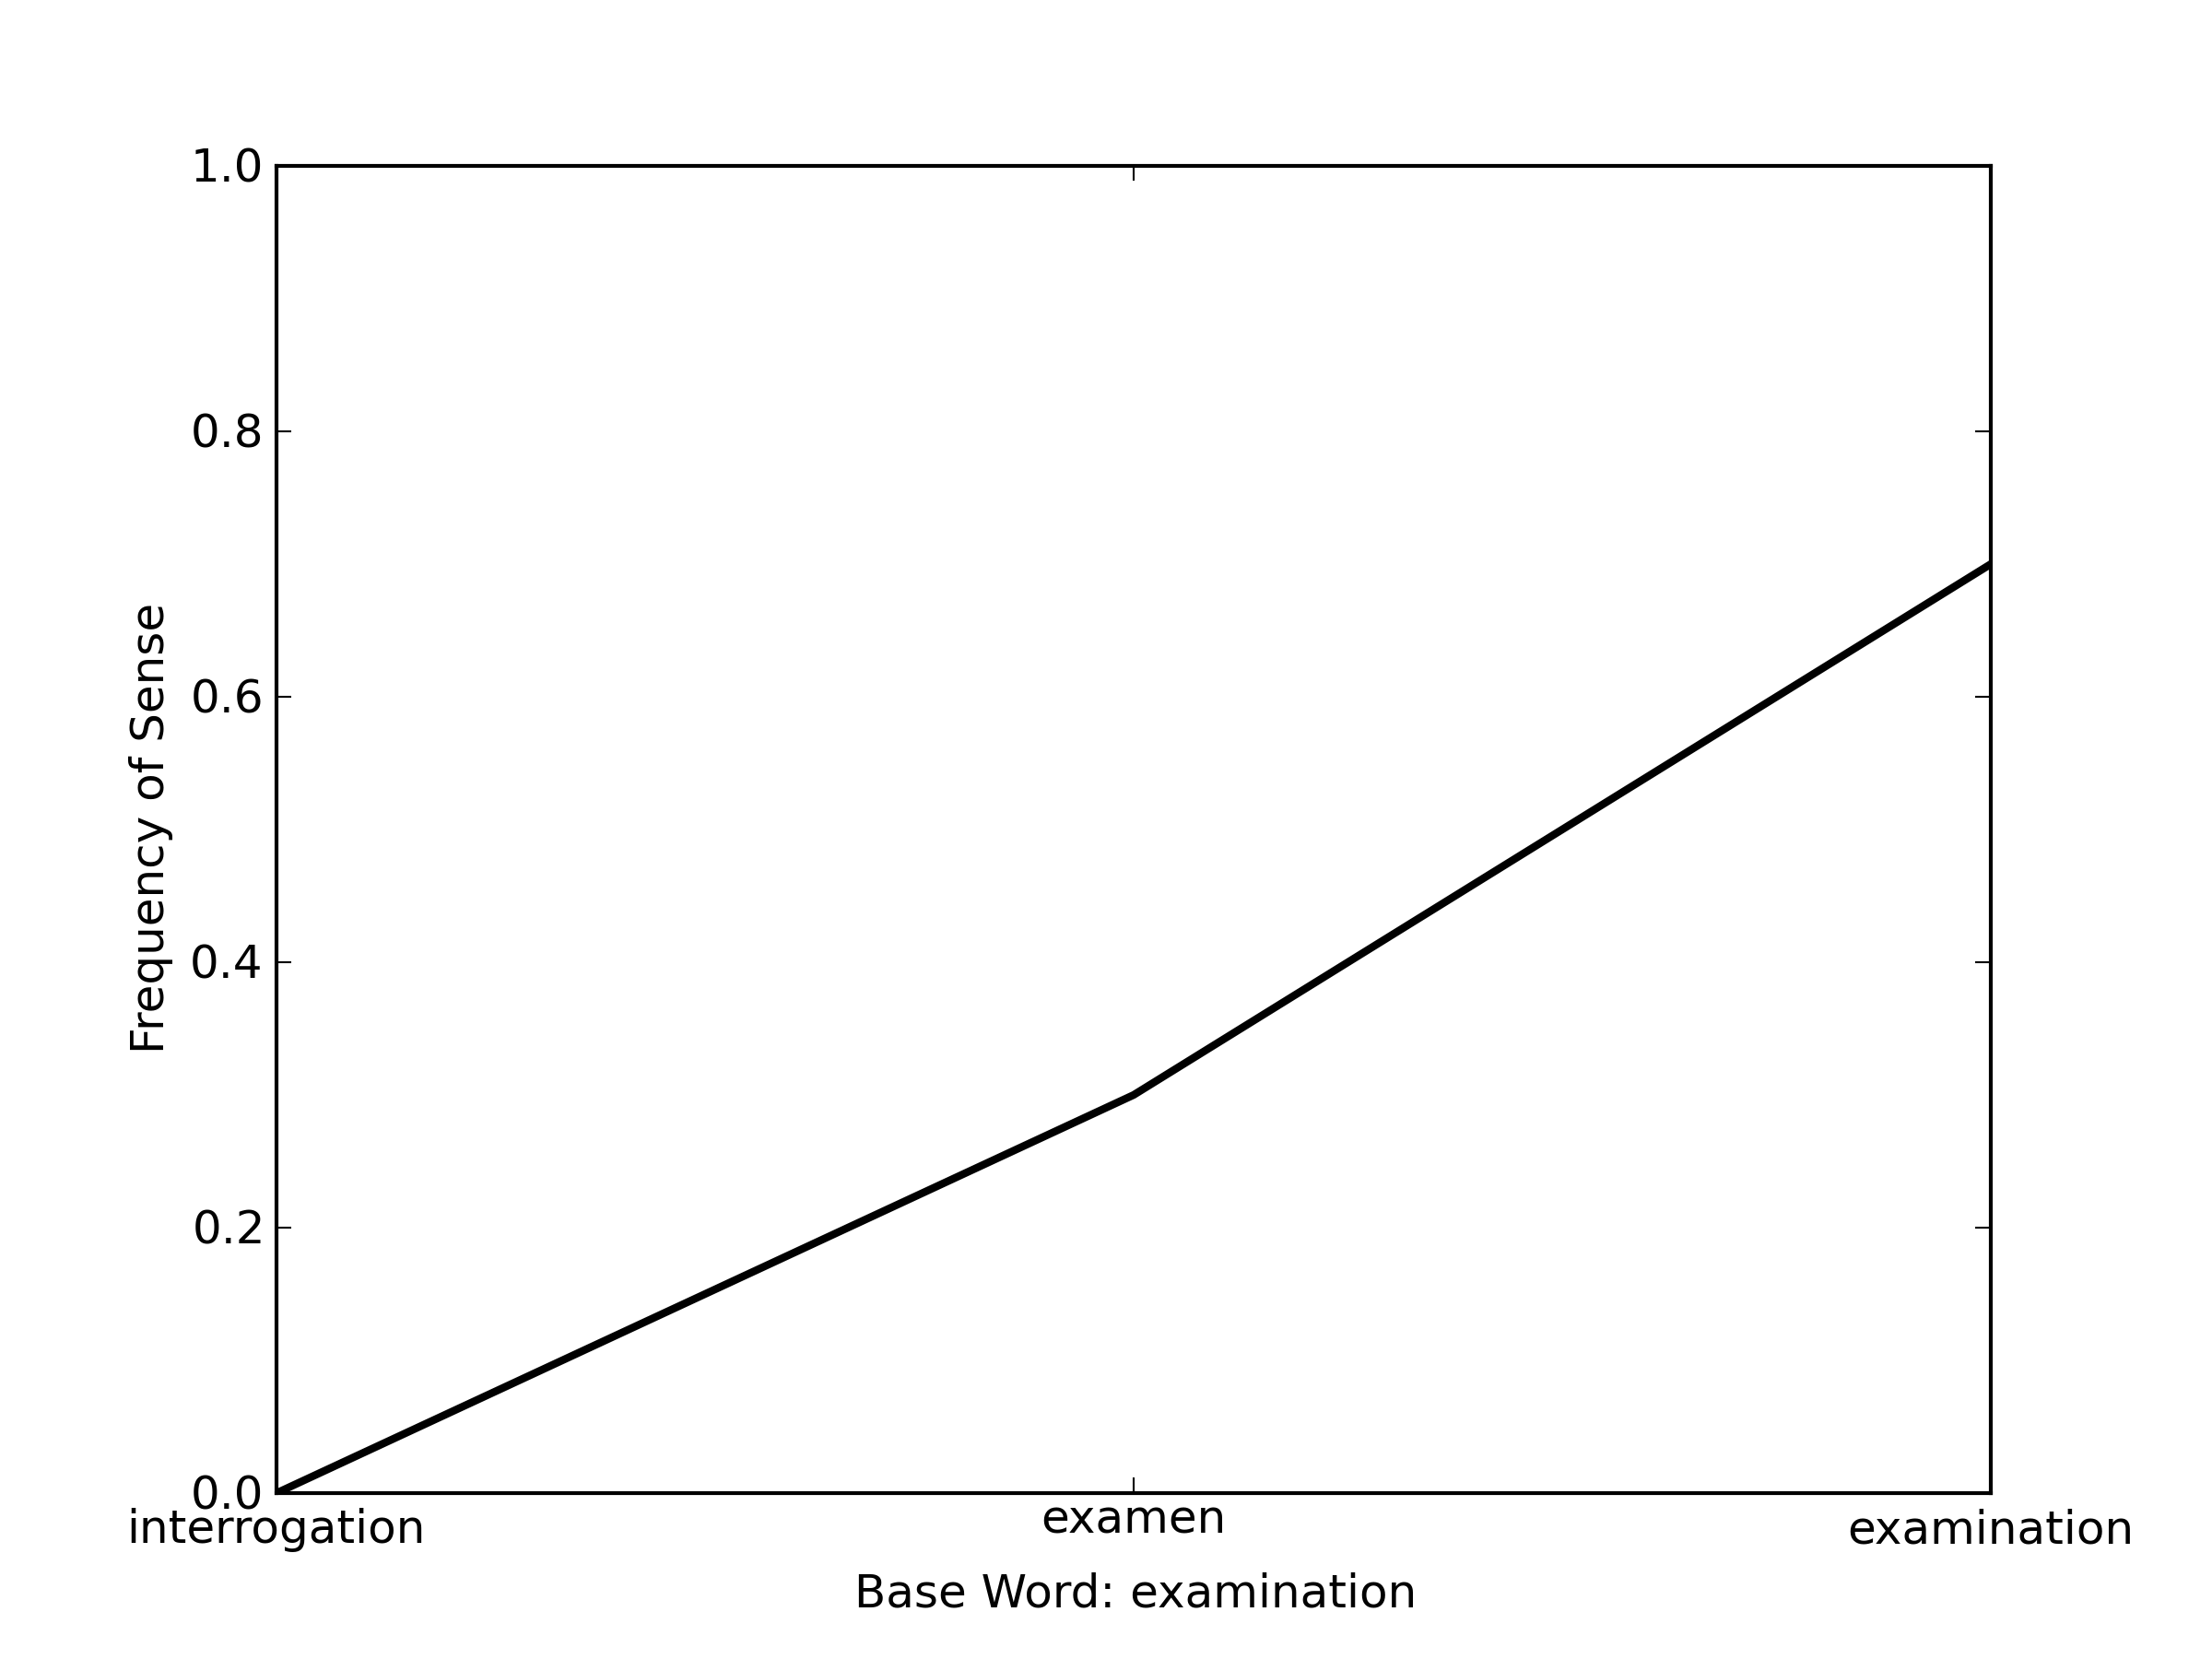 1.0
0.8
0.6
0.4
0.2
0.0
Frequency of Sense
interrogation
examen
examination
Base Word: examination